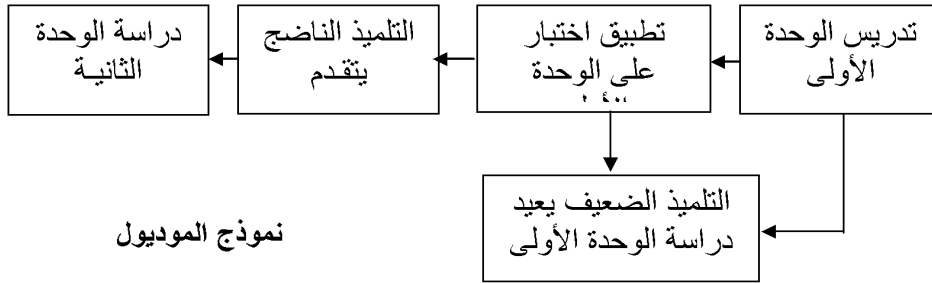 تدريس الوحدة
الأولى
تطبيق اختبار
على الوحدة
التلميذ الناضج
يتقدم
دراسة الوحدة
الثانية
التلميذ الضعيف يعيد
دراسة الوحدة الأولى
نموذج الموديول